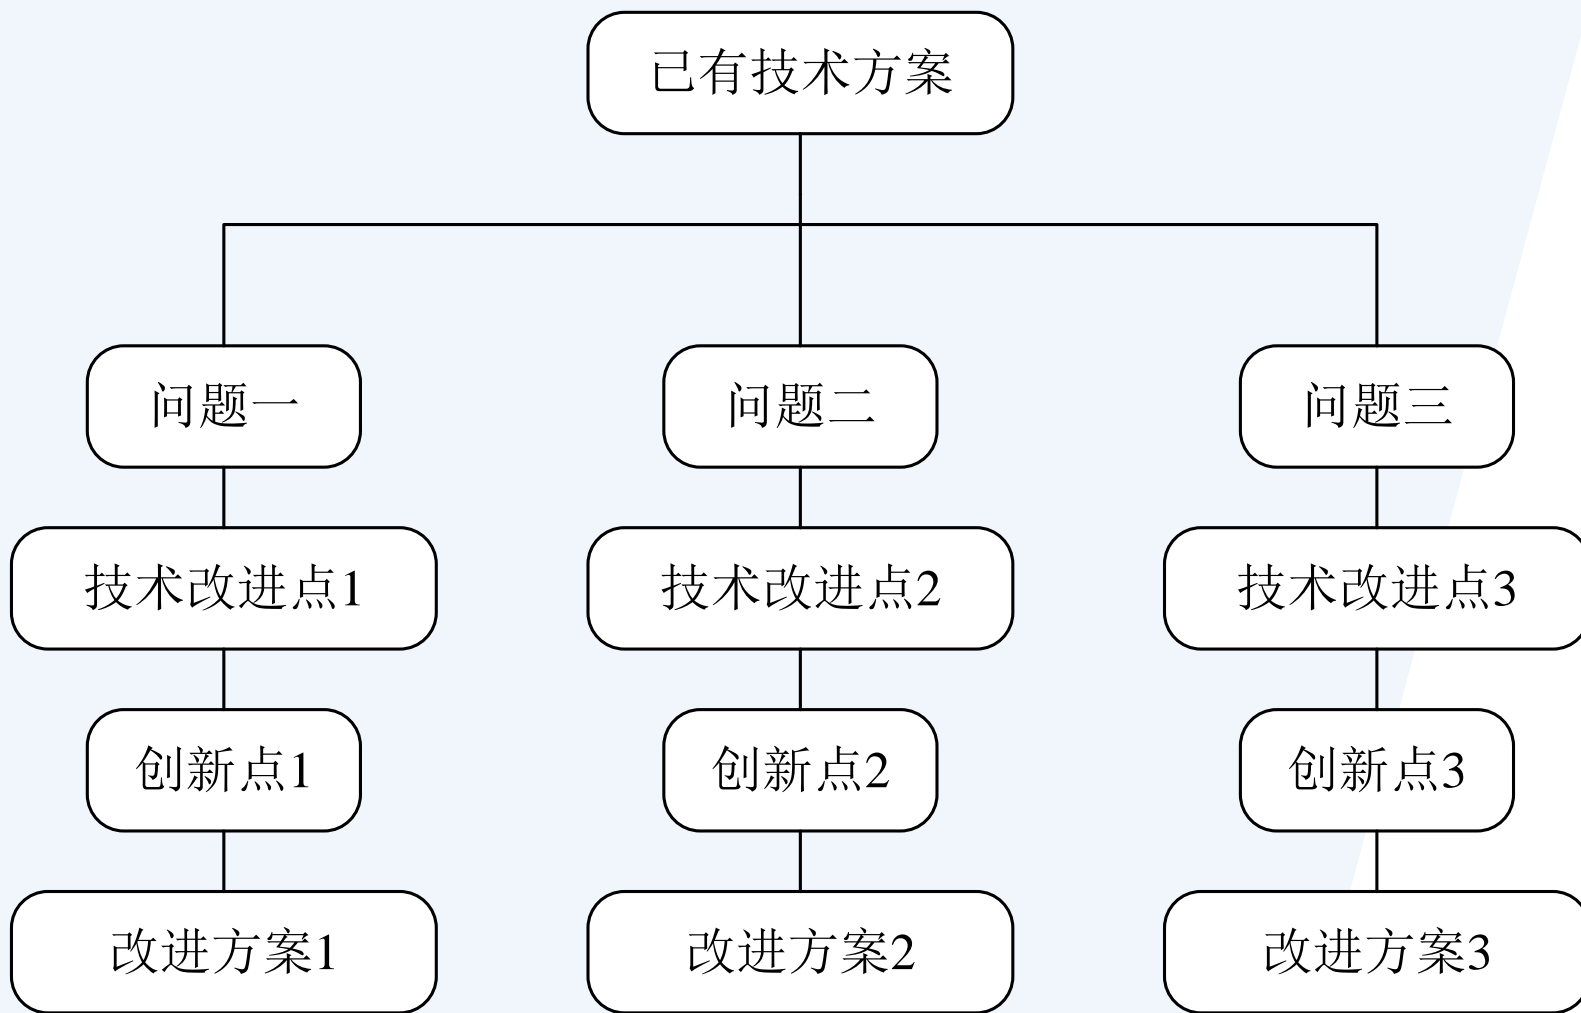 已有技术方案
问题一
问题二
问题三
技术改进点1
技术改进点2
技术改进点3
创新点1
创新点2
创新点3
改进方案1
改进方案2
改进方案3